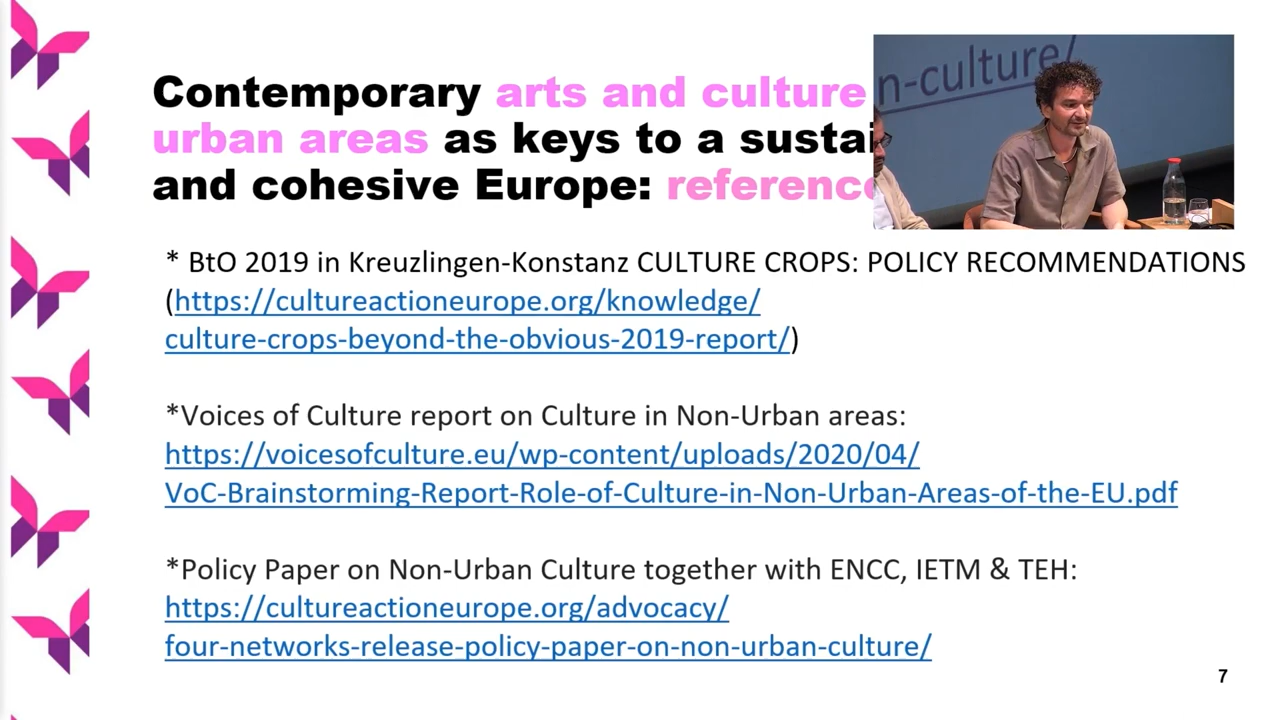 Contemporary arts and culture
urban areas as keys to a
and cohesive Europe:
n-culture/
* BtO 2019 in Kreuzlingen-Konstanz CULTURE CROPS: POLICY RECOMMENDATIONS
(https://cultureactioneurope.org/knowledge/
culture-crops-beyond-the-obvious-2019-report/)
*Voices of Culture report on Culture in Non-Urban areas:
https://voicesofculture.eu/wp-content/uploads/2020/04/
VoC-Brainstorming-Report-Role-of-Culture-in-Non-Urban-Areas-of-the-EU.pdf
*Policy Paper on Non-Urban Culture together with ENCC, IETM & TEH:
https://cultureactioneurope.org/advocacy/
four-networks-release-policy-paper-on-non-urban-culture/
7